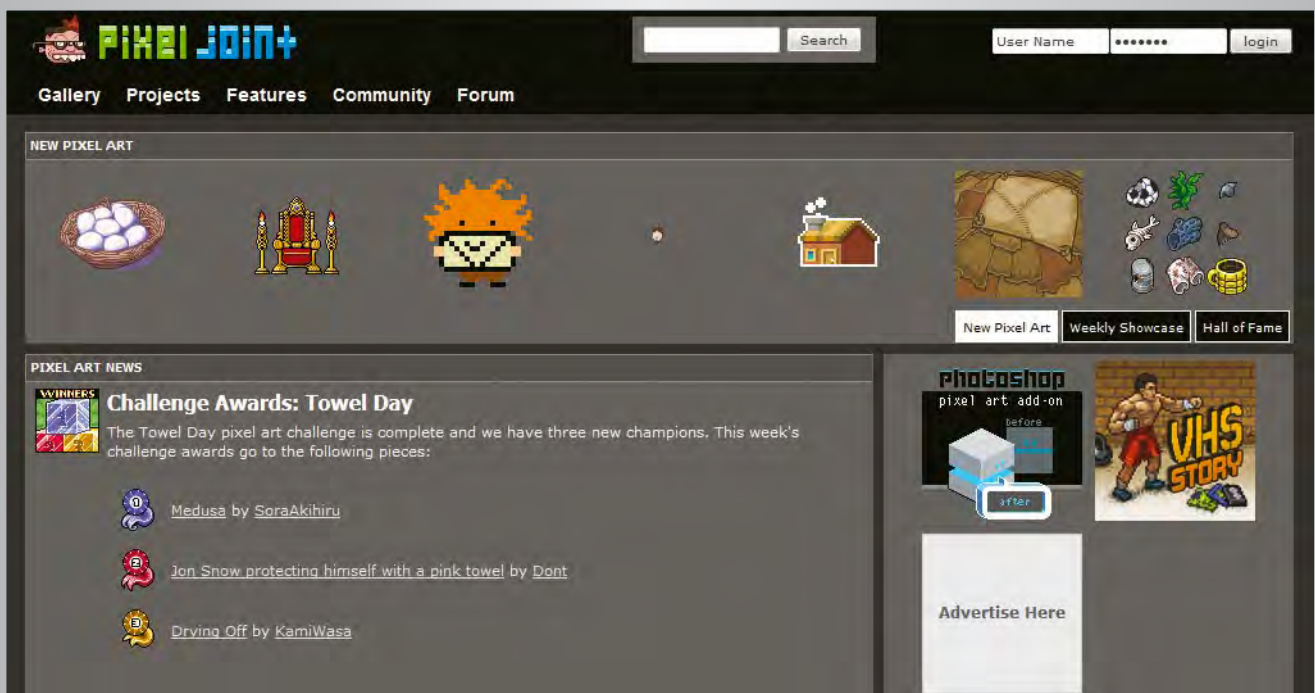 PIXEL JOINT
Search
User Name
•••••••
login
Gallery Projects Features Community Forum
NEW PIXEL ART
New Pixel Art
Weekly Showcase
Hall of Fame
PIXEL ART NEWS
WINNERS
Challenge Awards: Towel Day
The Towel Day pixel art challenge is complete and we have three new champions. This week's
challenge awards go to the following pieces:
1
Medusa by SoraAkihiru
2
Jon Snow protecting himself with a pink towel by Dont
3
Drying Off by KamiWasa
photoshop
pixel art add-on
before
after
VHS
STORY
Advertise Here